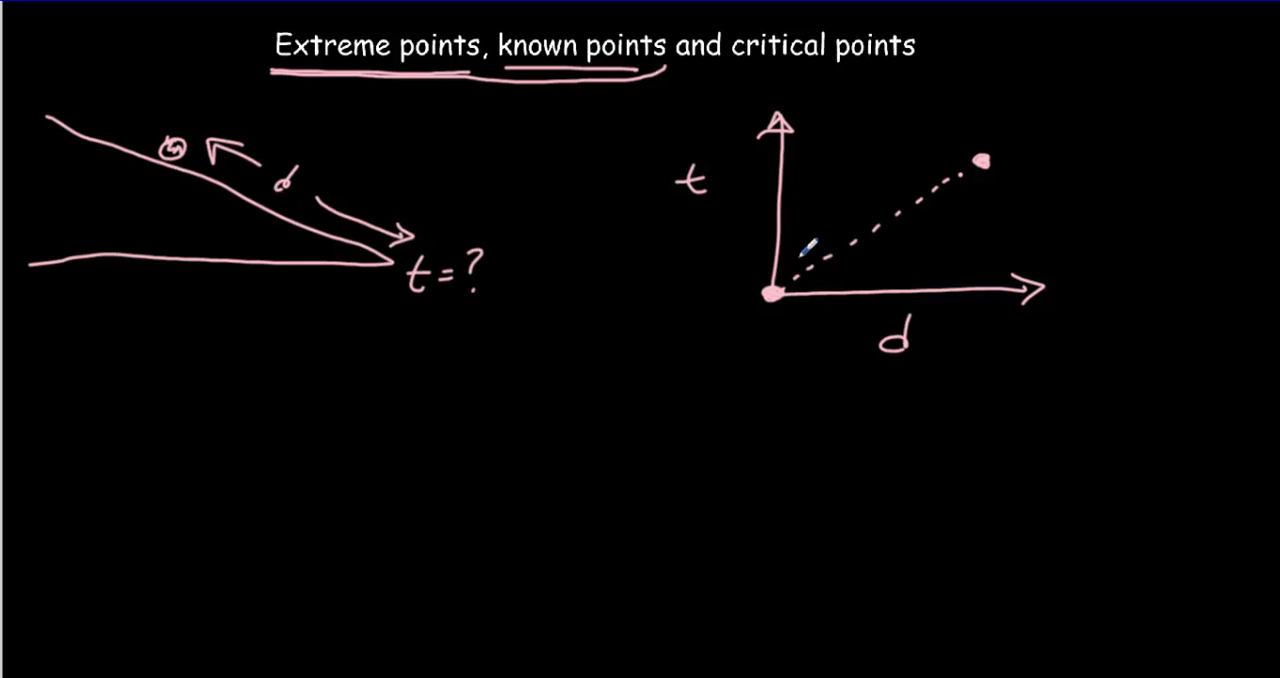 Extreme points, known points and critical points
d
t = ?
t
d